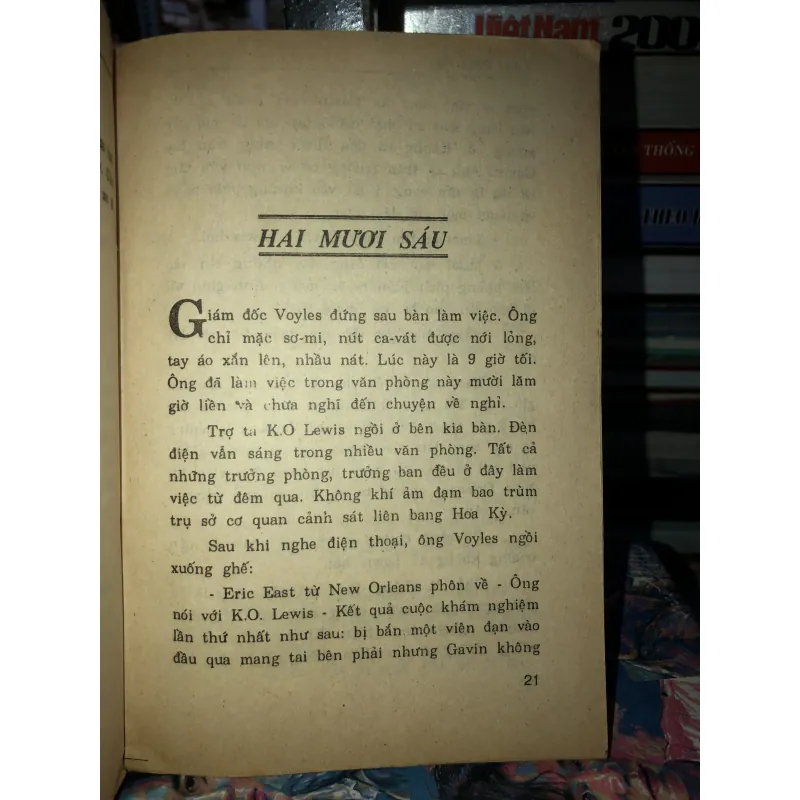 HAI MƯƠI SÁU
Giám đốc Voyles đứng sau bàn làm việc. Ông
chỉ mặc sơ-mi, nút ca-vát được nới lỏng,
tay áo xắn lên, nhầu nát. Lúc này là 9 giờ tối.
Ông đã làm việc trong văn phòng này mười lăm
giờ liền và chưa nghĩ đến chuyện về nghỉ.
Trợ tá K.O Lewis ngồi ở bên kia bàn. Đèn
điện vẫn sáng trong nhiều văn phòng. Tất cả
những trưởng phòng, trưởng ban đều ở đây làm
việc từ đêm qua. Không khí ảm đạm bao trùm
trụ sở cơ quan cảnh sát liên bang Hoa Kỳ.
Sau khi nghe điện thoại, ông Voyles ngồi
xuống ghế:
- Eric East từ New Orleans phôn về - Ông
nói với K.O. Lewis - Kết quả cuộc khám nghiệm
lần thứ nhất như sau: bị bắn một viên đạn vào
đầu qua mang tai bên phải nhưng Gavin không
21
Việt Nam 200
THỐNG